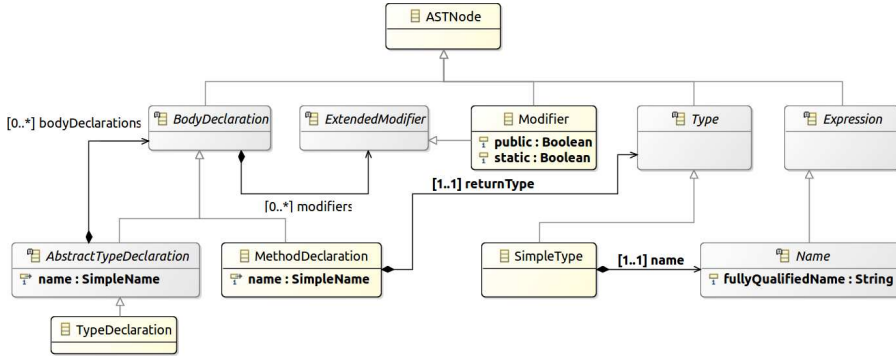 ASTNode
[0..*] bodyDeclarations
BodyDeclaration
ExtendedModifier
Modifier
public : Boolean
static : Boolean
Type
Expression
[1..1] returnType
[0..*] modifiers
AbstractTypeDeclaration
name : SimpleName
MethodDeclaration
name : SimpleName
SimpleType
[1..1] name
Name
fullyQualifiedName : String
TypeDeclaration